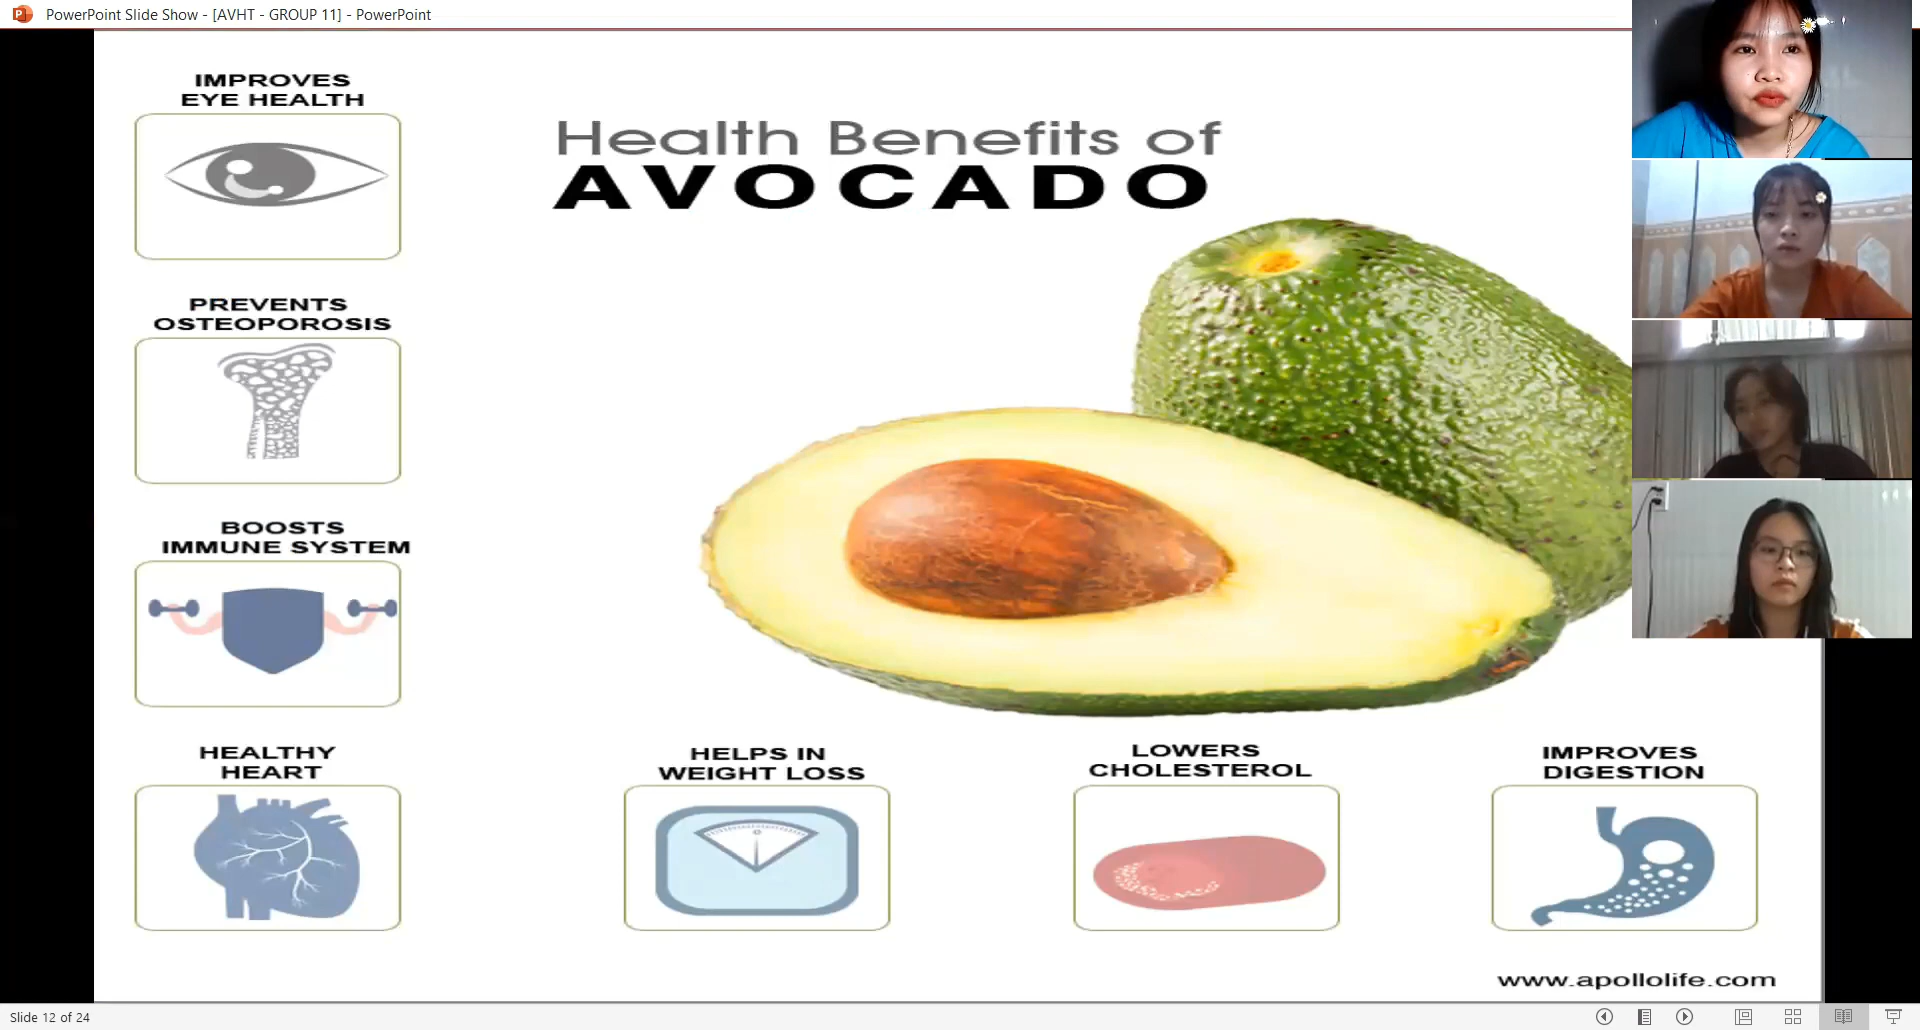 PowerPoint Slide Show - [AVHT - GROUP 11] - PowerPoint
IMPROVES
EYE HEALTH
Health Benefits of
AVOCADO
PREVENTS
OSTEOPOROSIS
BOOSTS
IMMUNE SYSTEM
HEALTHY
HEART
HELPS IN
WEIGHT LOSS
LOWERS
CHOLESTEROL
IMPROVES
DIGESTION
www.apollolife.com
Slide 12 of 24